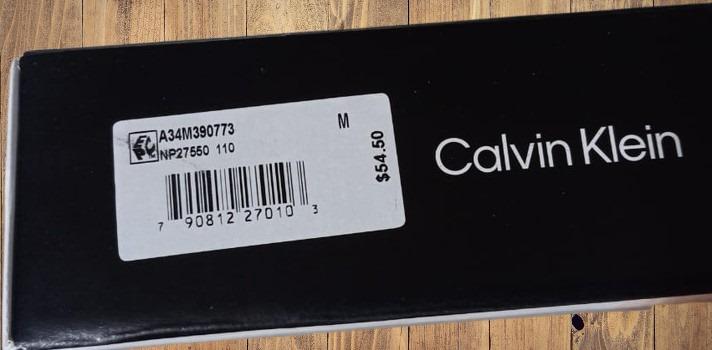 A34M390773
NP27550 110
M
$54.50
7 90812 27010 3
Calvin Klein